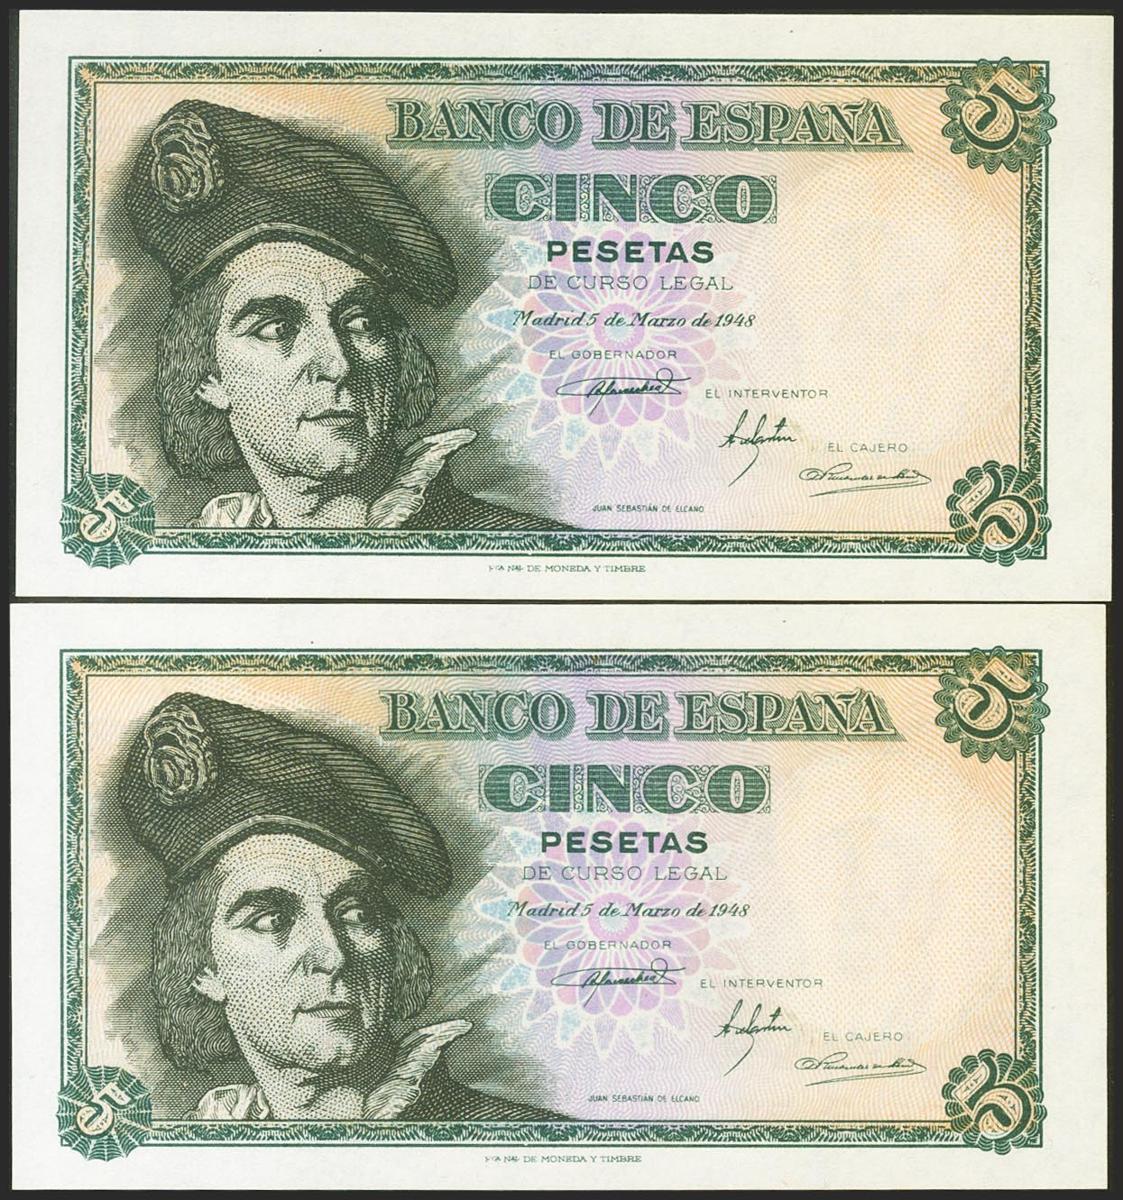 BANCO DE ESPAÑA
5
CINCO
PESETAS
DE CURSO LEGAL
Madrid 5 de Marzo de 1948
EL GOBERNADOR
EL INTERVENTOR
EL CAJERO
JUAN SEBASTIÁN DE ELCANO
5
5
DE MONEDA Y TIMBRE
BANCO DE ESPAÑA
5
CINCO
PESETAS
DE CURSO LEGAL
Madrid 5 de Marzo de 1948
EL GOBERNADOR
EL INTERVENTOR
EL CAJERO
JUAN SEBASTIÁN DE ELCANO
5
5
DE MONEDA Y TIMBRE